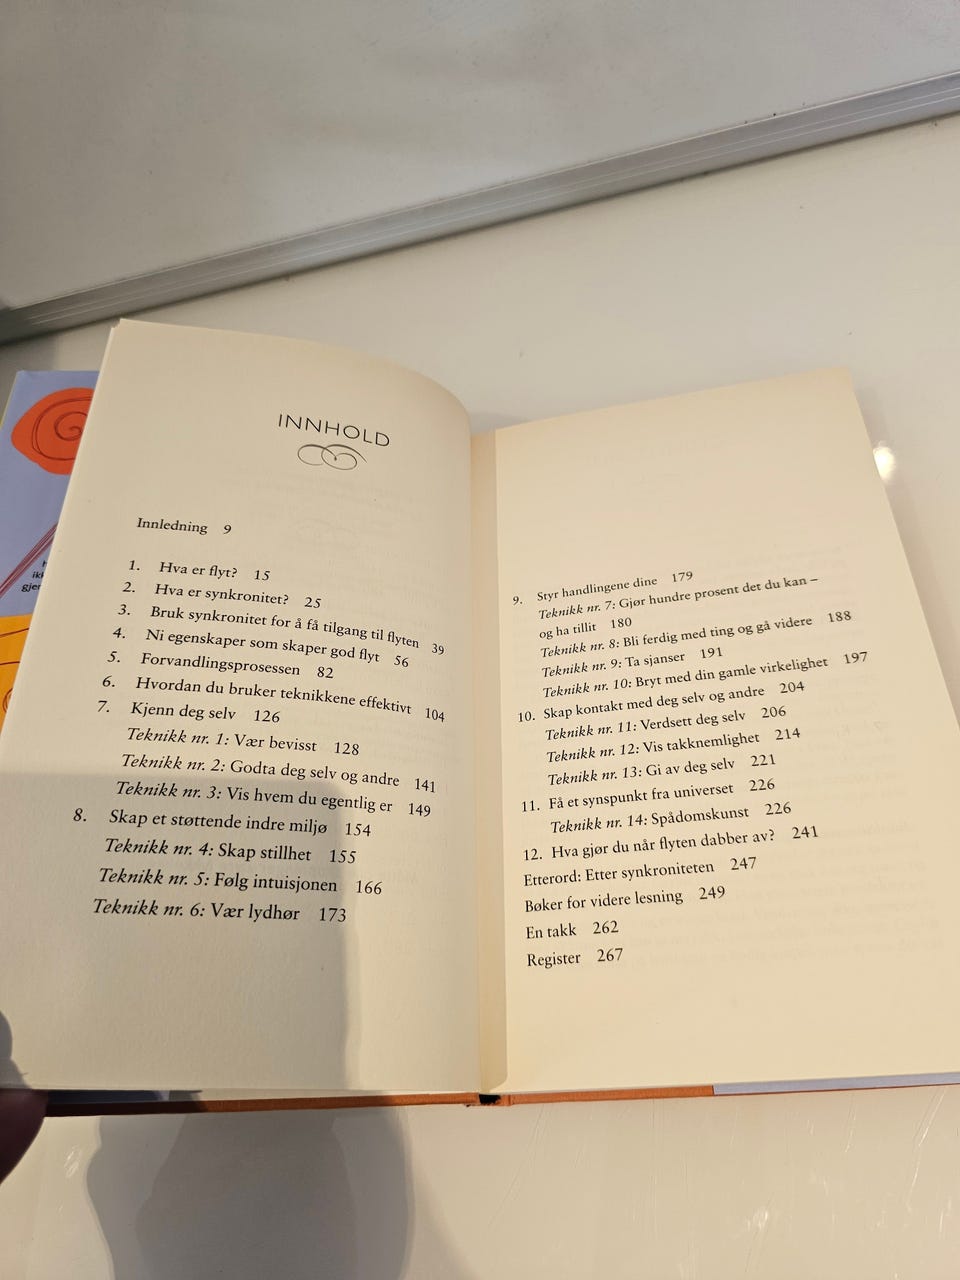 INNHOLD
Innledning 9
1. Hva er flyt? 15
2. Hva er synkronitet? 25
3. Bruk synkronitet for å få tilgang til flyten 39
4. Ni egenskaper som skaper god flyt 56
5. Forvandlingsprosessen 82
6. Hvordan du bruker teknikkene effektivt 104
7. Kjenn deg selv 126
Teknikk nr. 1: Vær bevisst 128
Teknikk nr. 2: Godta deg selv og andre 141
Teknikk nr. 3: Vis hvem du egentlig er 149
8. Skap et støttende indre miljø 154
Teknikk nr. 4: Skap stillhet 155
Teknikk nr. 5: Følg intuisjonen 166
Teknikk nr. 6: Vær lydhør 173
9. Styr handlingene dine 179
Teknikk nr. 7: Gjør hundre prosent det du kan –
og ha tillit 180
Teknikk nr. 8: Bli ferdig med ting og gå videre 188
Teknikk nr. 9: Ta sjanser 191
Teknikk nr. 10: Bryt med din gamle virkelighet 197
10. Skap kontakt med deg selv og andre 204
Teknikk nr. 11: Verdsett deg selv 206
Teknikk nr. 12: Vis takknemlighet 214
Teknikk nr. 13: Gi av deg selv 221
11. Få et synspunkt fra universet 226
Teknikk nr. 14: Spådomskunst 226
12. Hva gjør du når flyten dabber av? 241
Etterord: Etter synkroniteten 247
Bøker for videre lesning 249
En takk 262
Register 267